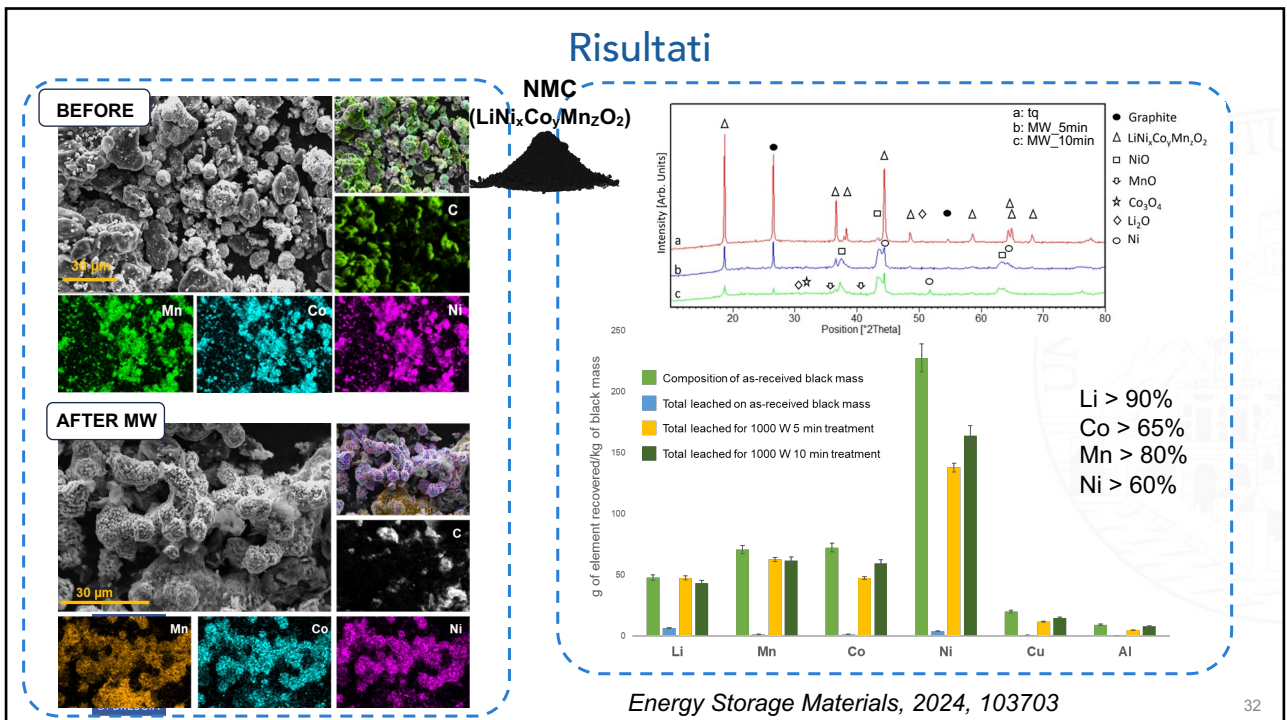 Risultati
BEFORE
30 µm
C
Mn
Co
Ni
AFTER MW
30 µm
C
Mn
Co
Ni
NMC
(LiNiₓCoᵧMn_zO₂)
Intensity [Arb. Units]
a: tq
b: MW_5min
c: MW_10min
a
b
c
20
30
40
50
60
70
80
Position [°2Theta]
Graphite
LiNiₓCoᵧMn_zO₂
NiO
MnO
Co₃O₄
Li₂O
Ni
g of element recovered/kg of black mass
250
200
150
100
50
0
Composition of as-received black mass
Total leached on as-received black mass
Total leached for 1000 W 5 min treatment
Total leached for 1000 W 10 min treatment
Li
Mn
Co
Ni
Cu
Al
Li > 90%
Co > 65%
Mn > 80%
Ni > 60%
Energy Storage Materials, 2024, 103703
32